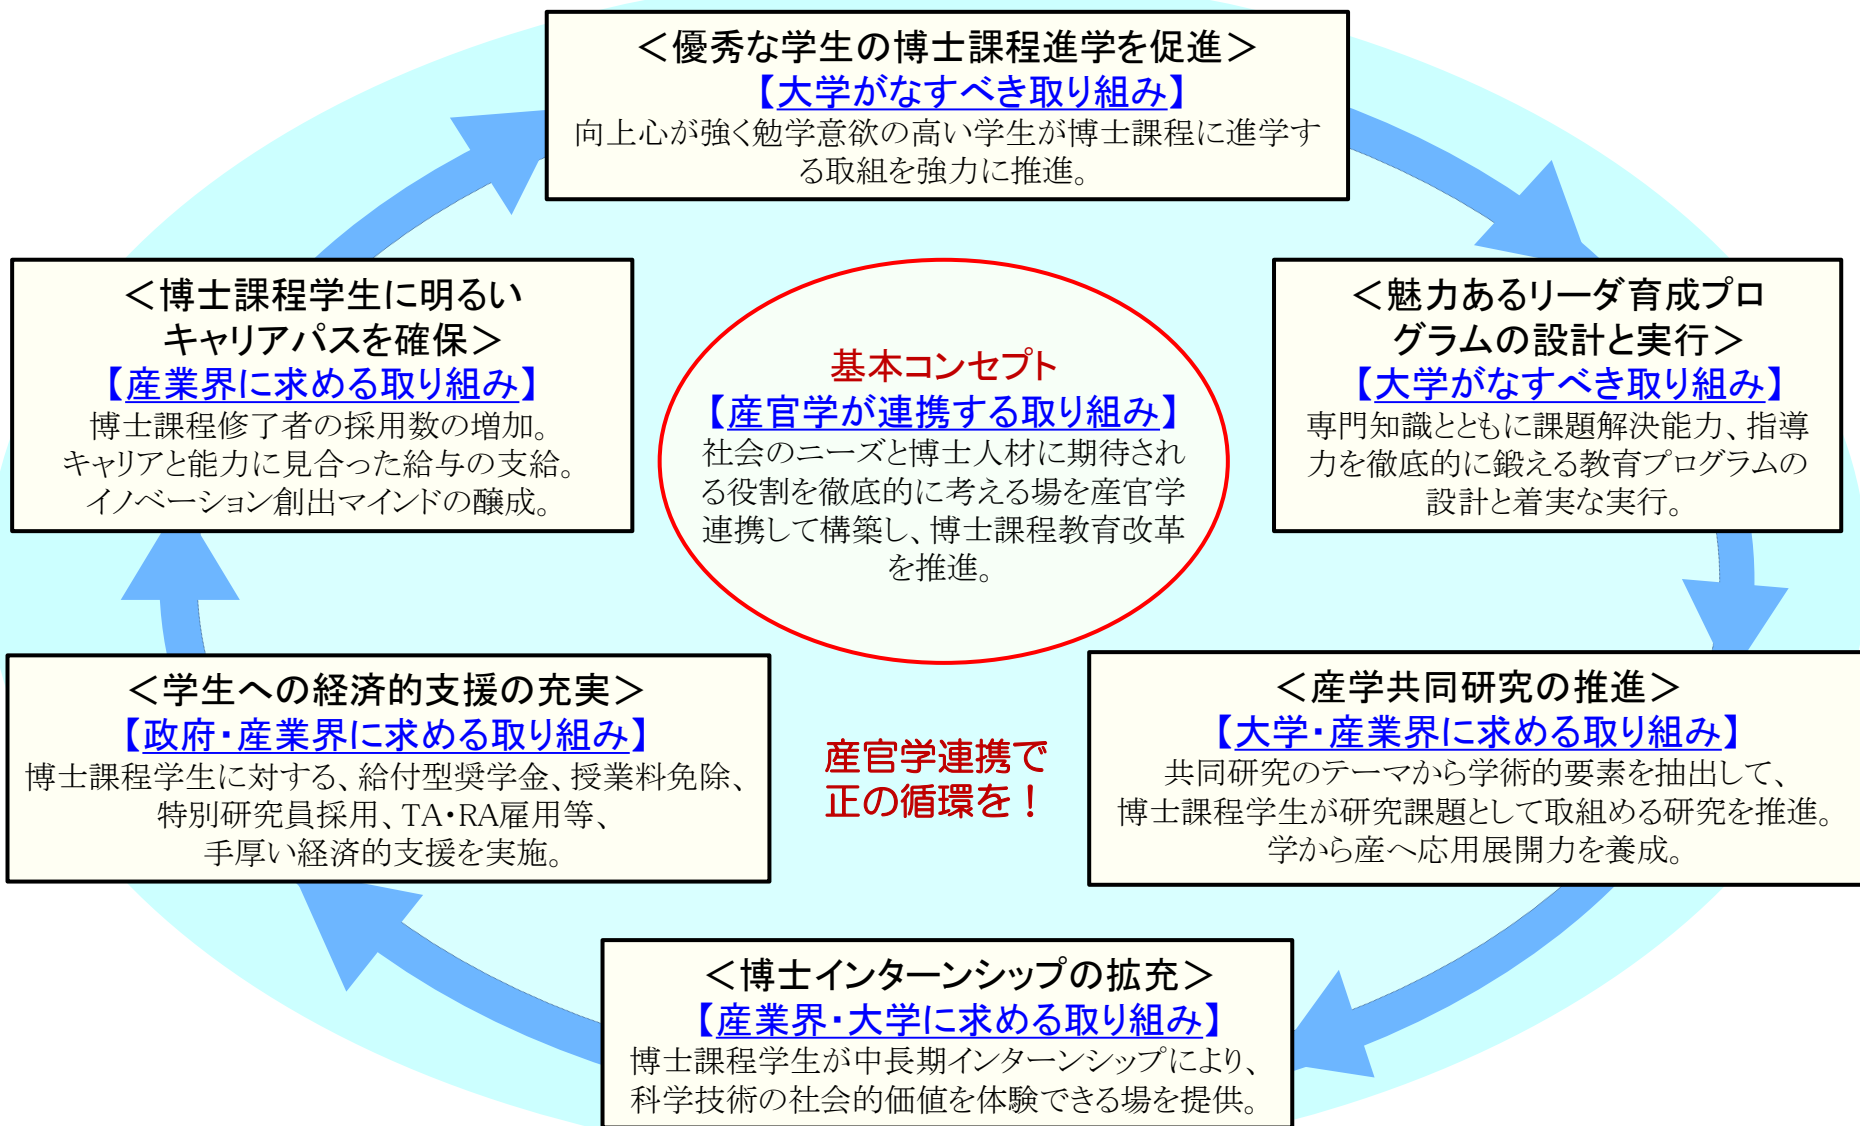 ＜優秀な学生の博士課程進学を促進＞
【大学がなすべき取り組み】
向上心が強く勉学意欲の高い学生が博士課程に進学す
る取組を強力に推進。
＜博士課程学生に明るい
キャリアパスを確保＞
【産業界に求める取り組み】
博士課程修了者の採用数の増加。
キャリアと能力に見合った給与の支給。
イノベーション創出マインドの醸成。
基本コンセプト
【産官学が連携する取り組み】
社会のニーズと博士人材に期待され
る役割を徹底的に考える場を産官学
連携して構築し、博士課程教育改革
を推進。
＜魅力あるリーダ育成プロ
グラムの設計と実行＞
【大学がなすべき取り組み】
専門知識とともに課題解決能力、指導
力を徹底的に鍛える教育プログラムの
設計と着実な実行。
＜学生への経済的支援の充実＞
【政府・産業界に求める取り組み】
博士課程学生に対する、給付型奨学金、授業料免除、
特別研究員採用、TA・RA雇用等、
手厚い経済的支援を実施。
産官学連携で
正の循環を！
＜産学共同研究の推進＞
【大学・産業界に求める取り組み】
共同研究のテーマから学術的要素を抽出して、
博士課程学生が研究課題として取組める研究を推進。
学から産へ応用展開力を養成。
＜博士インターンシップの拡充＞
【産業界・大学に求める取り組み】
博士課程学生が中長期インターンシップにより、
科学技術の社会的価値を体験できる場を提供。